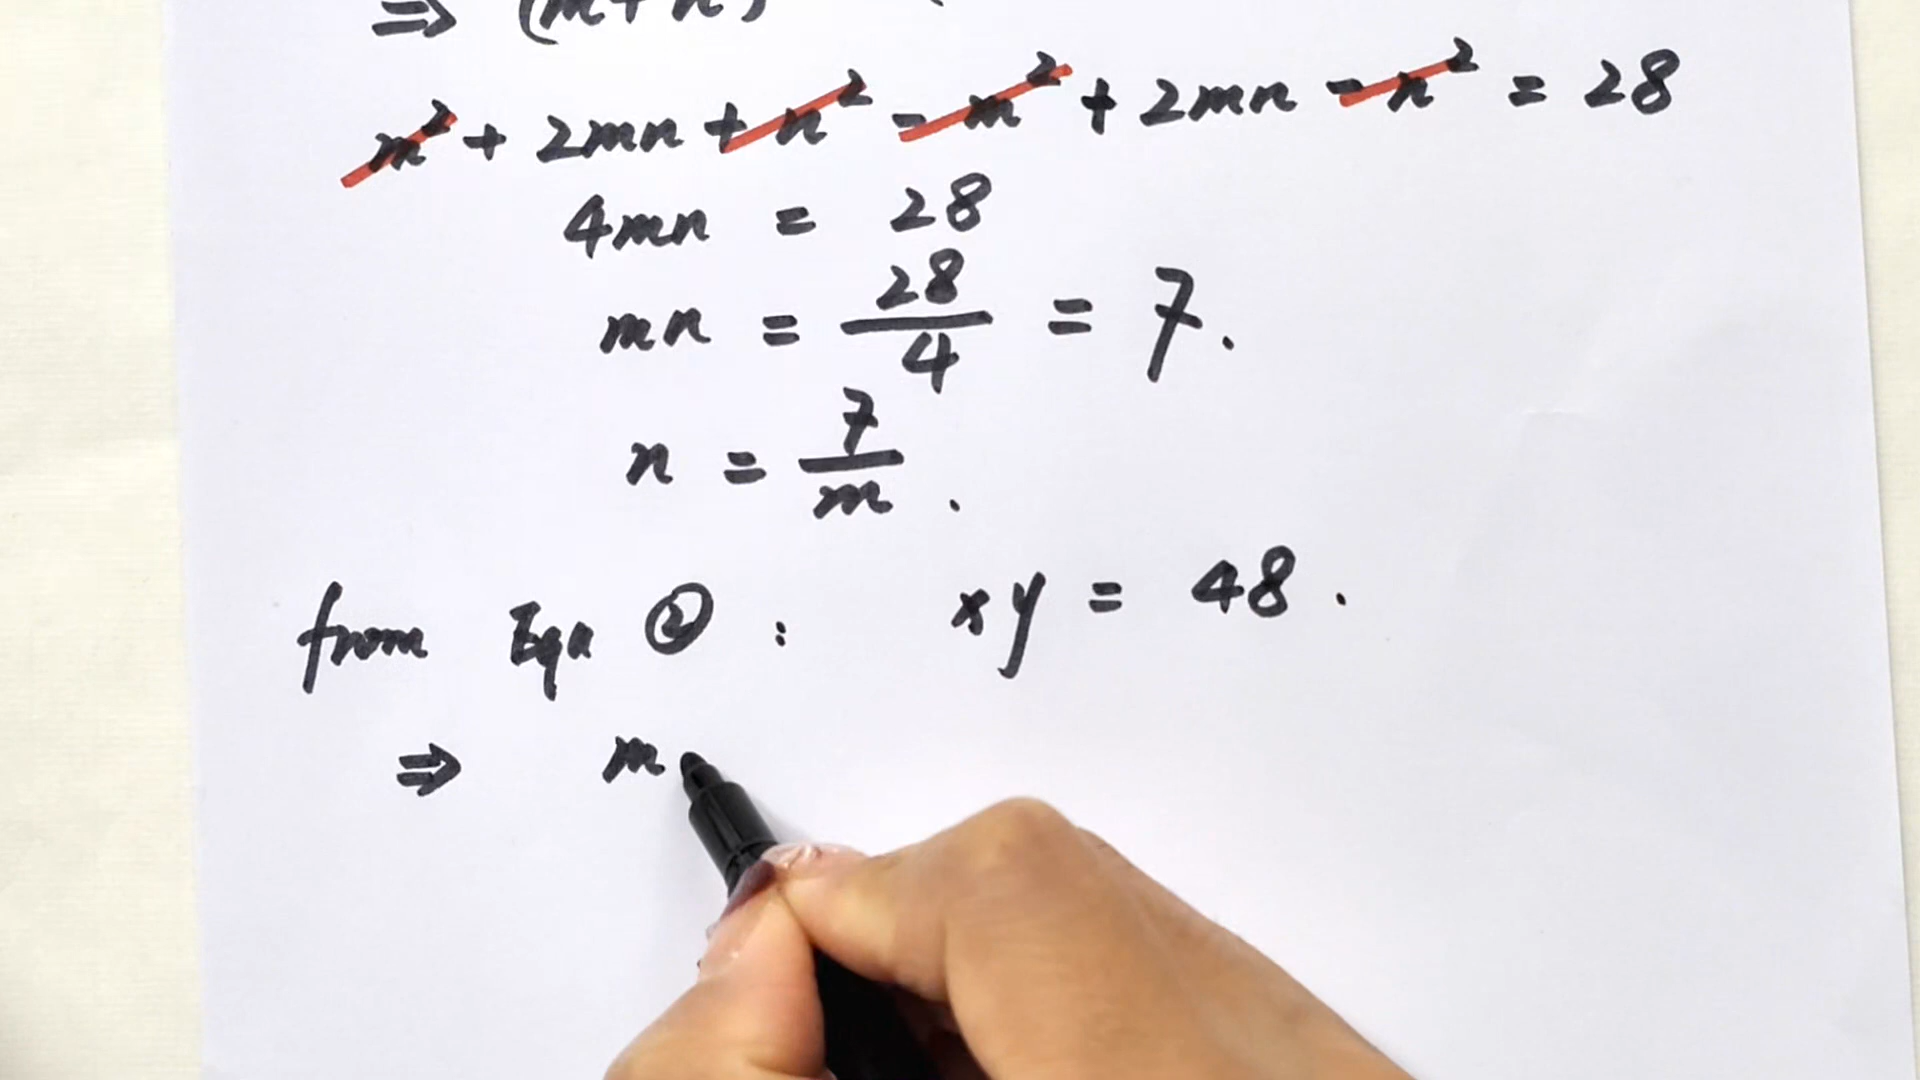 ⇒ (m+n)
m² + 2mn + n² - m² + 2mn - n² = 28
4mn = 28
mn = 28/4 = 7.
n = 7/m.
from Eqn ②: xy = 48.
⇒ m